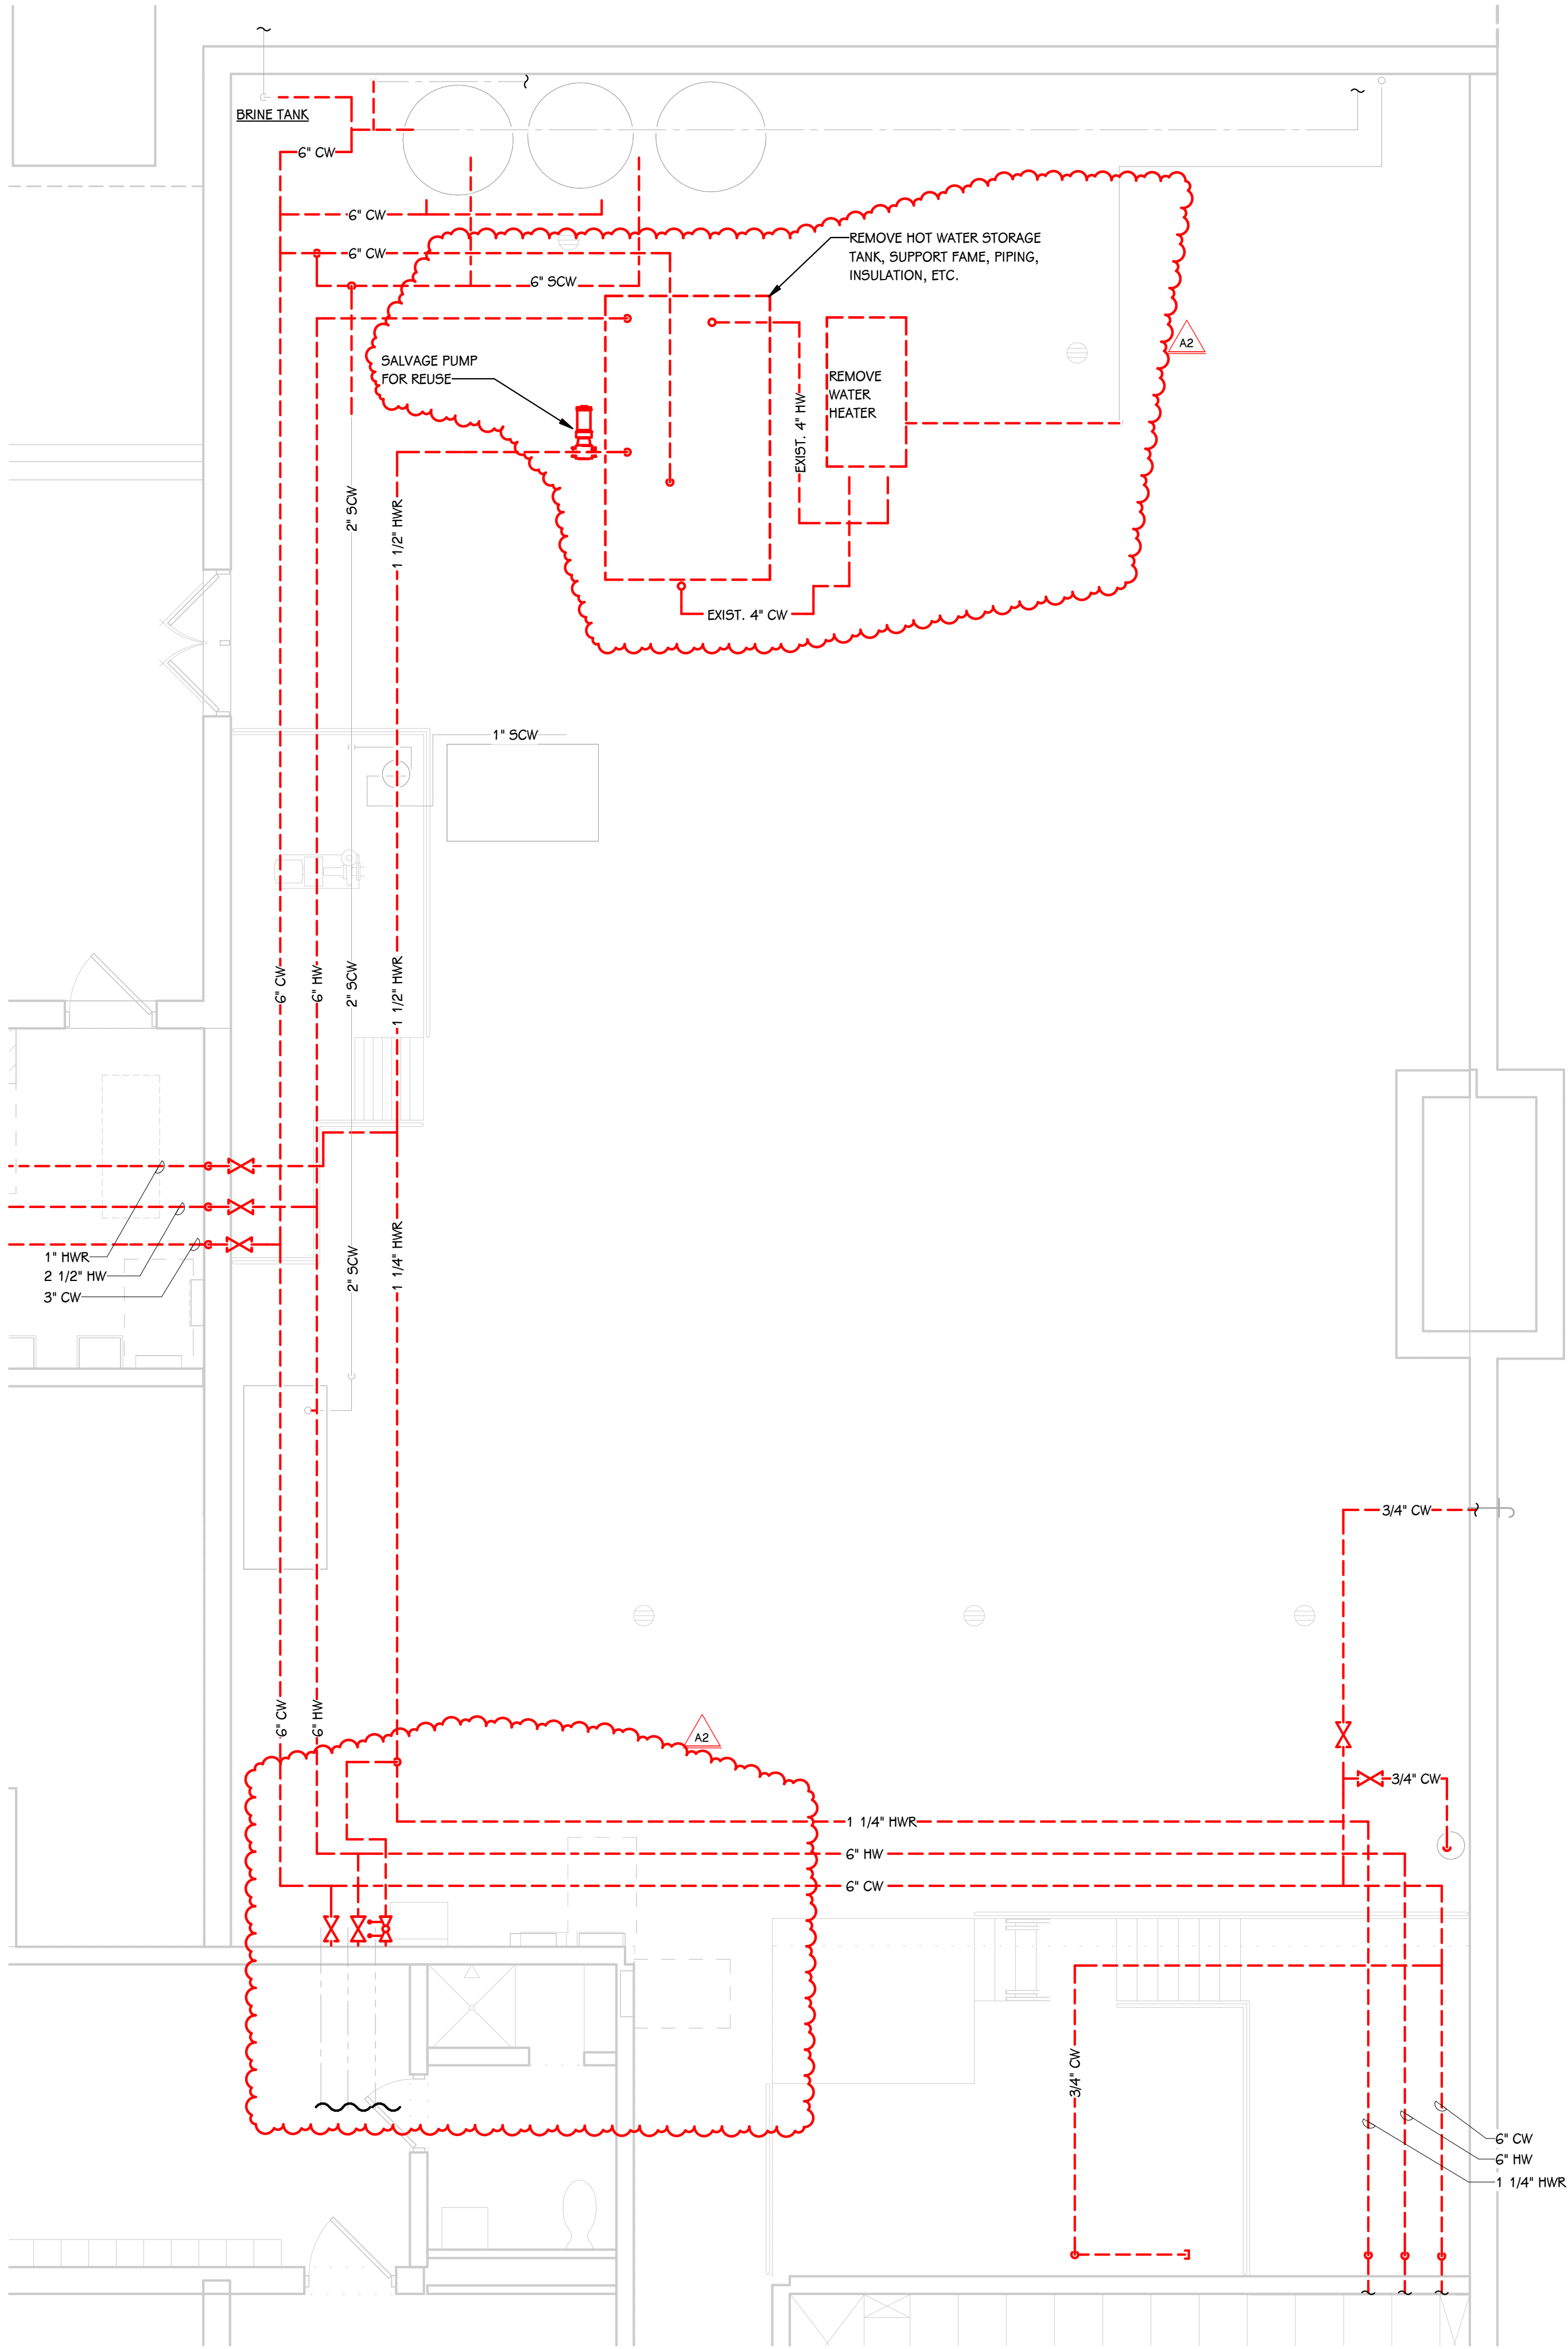 BRINE TANK
6" CW
6" CW
6" CW
6" SCW
REMOVE HOT WATER STORAGE
TANK, SUPPORT FAME, PIPING,
INSULATION, ETC.
A2
SALVAGE PUMP
FOR REUSE
REMOVE
WATER
HEATER
EXIST. 4" HW
2" SCW
1 1/2" HWR
EXIST. 4" CW
1" SCW
6" CW
6" HW
2" SCW
1 1/2" HWR
1" HWR
2 1/2" HW
3" CW
2" SCW
1 1/4" HWR
3/4" CW
6" CW
6" HW
A2
3/4" CW
1 1/4" HWR
6" HW
6" CW
3/4" CW
6" CW
6" HW
1 1/4" HWR